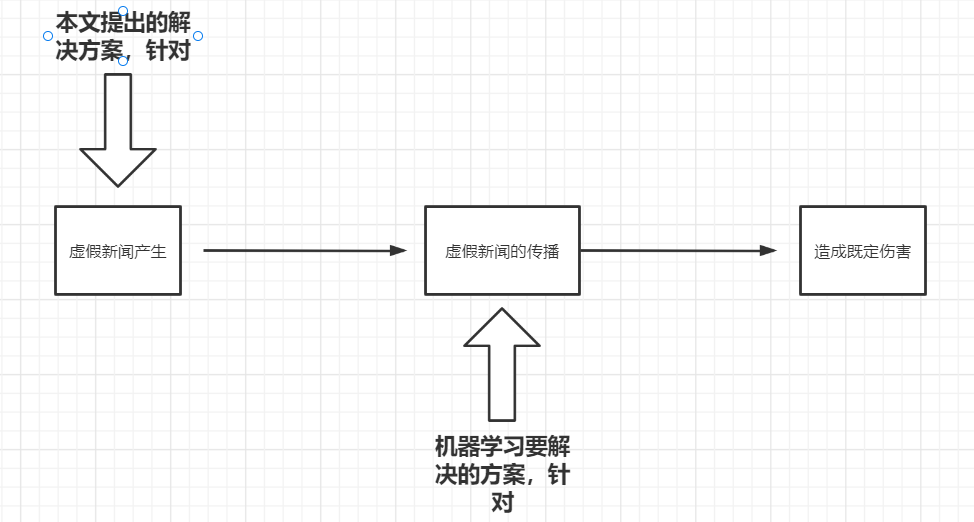 本文提出的解
决方案，针对
虚假新闻产生
虚假新闻的传播
造成既定伤害
机器学习要解
决的方案，针
对